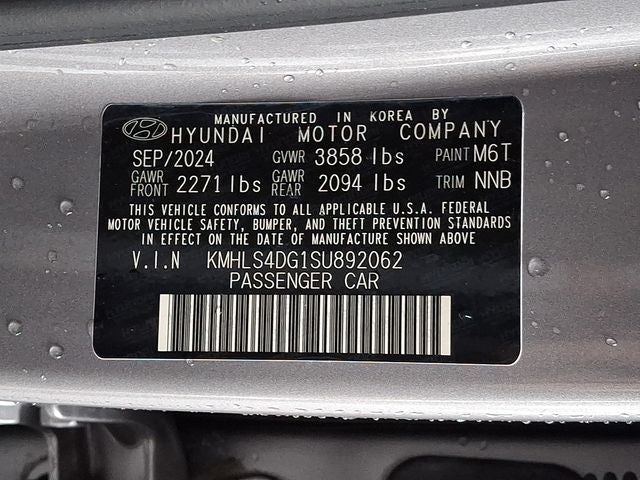 MANUFACTURED IN KOREA BY
HYUNDAI MOTOR COMPANY
SEP/2024 GVWR 3858 lbs PAINT M6T
GAWR FRONT 2271 lbs GAWR REAR 2094 lbs TRIM NNB
THIS VEHICLE CONFORMS TO ALL APPLICABLE U.S.A. FEDERAL
MOTOR VEHICLE SAFETY, BUMPER, AND THEFT PREVENTION STANDARDS
IN EFFECT ON THE DATE OF MANUFACTURE SHOWN ABOVE
V.I.N KMHLS4DG1SU892062
PASSENGER CAR